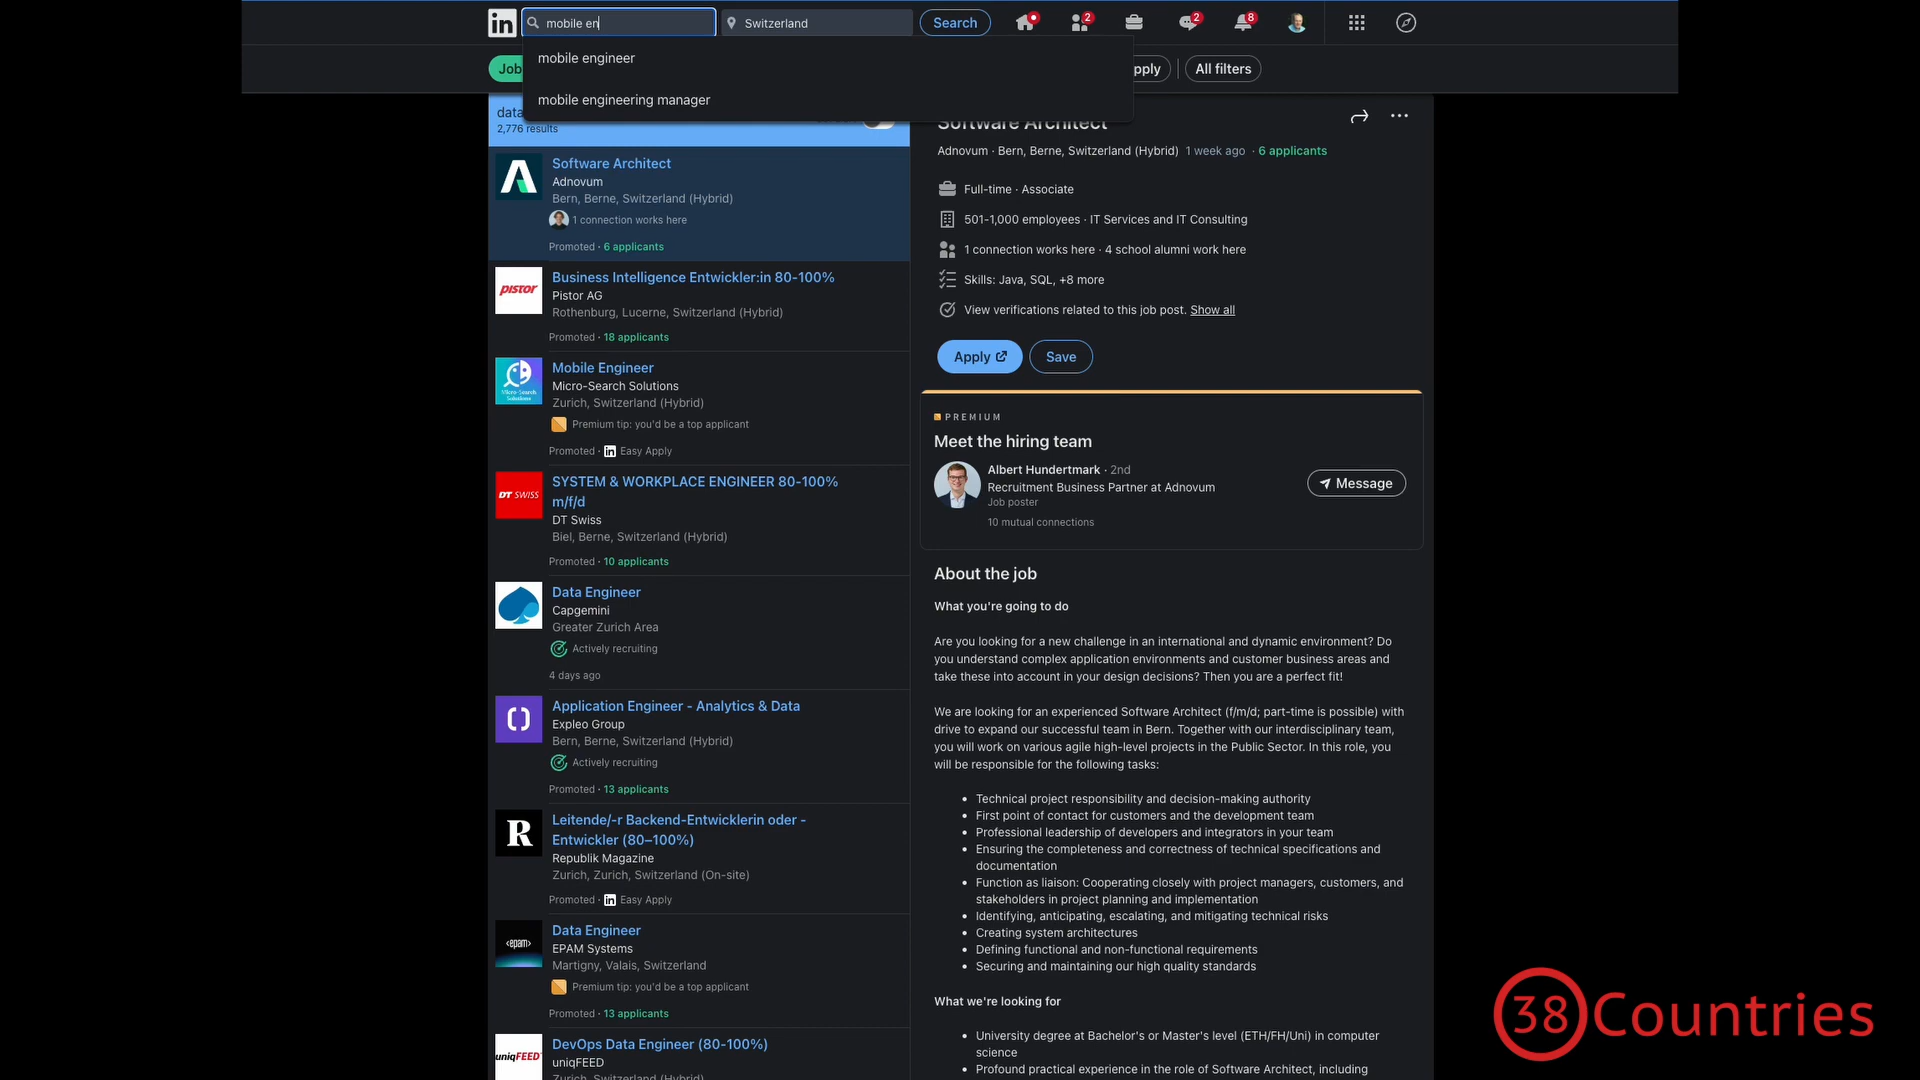 in
mobile en
Switzerland
Search
2
2
8
mobile engineer
mobile engineering manager
Job
pply
All filters
data
2,776 results
Software Architect
Adnovum
Bern, Berne, Switzerland (Hybrid)
1 connection works here
Promoted · 6 applicants
pistor
Business Intelligence Entwickler:in 80-100%
Pistor AG
Rothenburg, Lucerne, Switzerland (Hybrid)
Promoted · 18 applicants
Micro-Search
Solutions
Mobile Engineer
Micro-Search Solutions
Zurich, Switzerland (Hybrid)
Premium tip: you'd be a top applicant
Promoted · in Easy Apply
DT SWISS
SYSTEM & WORKPLACE ENGINEER 80-100%
m/f/d
DT Swiss
Biel, Berne, Switzerland (Hybrid)
Promoted · 10 applicants
Data Engineer
Capgemini
Greater Zurich Area
Actively recruiting
4 days ago
Application Engineer - Analytics & Data
Expleo Group
Bern, Berne, Switzerland (Hybrid)
Actively recruiting
Promoted · 13 applicants
R
Leitende/-r Backend-Entwicklerin oder -
Entwickler (80–100%)
Republik Magazine
Zurich, Zurich, Switzerland (On-site)
Promoted · in Easy Apply
<epam>
Data Engineer
EPAM Systems
Martigny, Valais, Switzerland
Premium tip: you'd be a top applicant
Promoted · 13 applicants
uniqFEED
DevOps Data Engineer (80-100%)
uniqFEED
Zurich, Switzerland (Hybrid)
Software Architect
Adnovum · Bern, Berne, Switzerland (Hybrid) 1 week ago · 6 applicants
Full-time · Associate
501-1,000 employees · IT Services and IT Consulting
1 connection works here · 4 school alumni work here
Skills: Java, SQL, +8 more
View verifications related to this job post. Show all
Apply
Save
PREMIUM
Meet the hiring team
Albert Hundertmark · 2nd
Recruitment Business Partner at Adnovum
Job poster
10 mutual connections
Message
About the job
What you're going to do
Are you looking for a new challenge in an international and dynamic environment? Do
you understand complex application environments and customer business areas and
take these into account in your design decisions? Then you are a perfect fit!
We are looking for an experienced Software Architect (f/m/d; part-time is possible) with
drive to expand our successful team in Bern. Together with our interdisciplinary team,
you will work on various agile high-level projects in the Public Sector. In this role, you
will be responsible for the following tasks:
• Technical project responsibility and decision-making authority
• First point of contact for customers and the development team
• Professional leadership of developers and integrators in your team
• Ensuring the completeness and correctness of technical specifications and
documentation
• Function as liaison: Cooperating closely with project managers, customers, and
stakeholders in project planning and implementation
• Identifying, anticipating, escalating, and mitigating technical risks
• Creating system architectures
• Defining functional and non-functional requirements
• Securing and maintaining our high quality standards
What we're looking for
• University degree at Bachelor's or Master's level (ETH/FH/Uni) in computer
science
• Profound practical experience in the role of Software Architect, including
38Countries